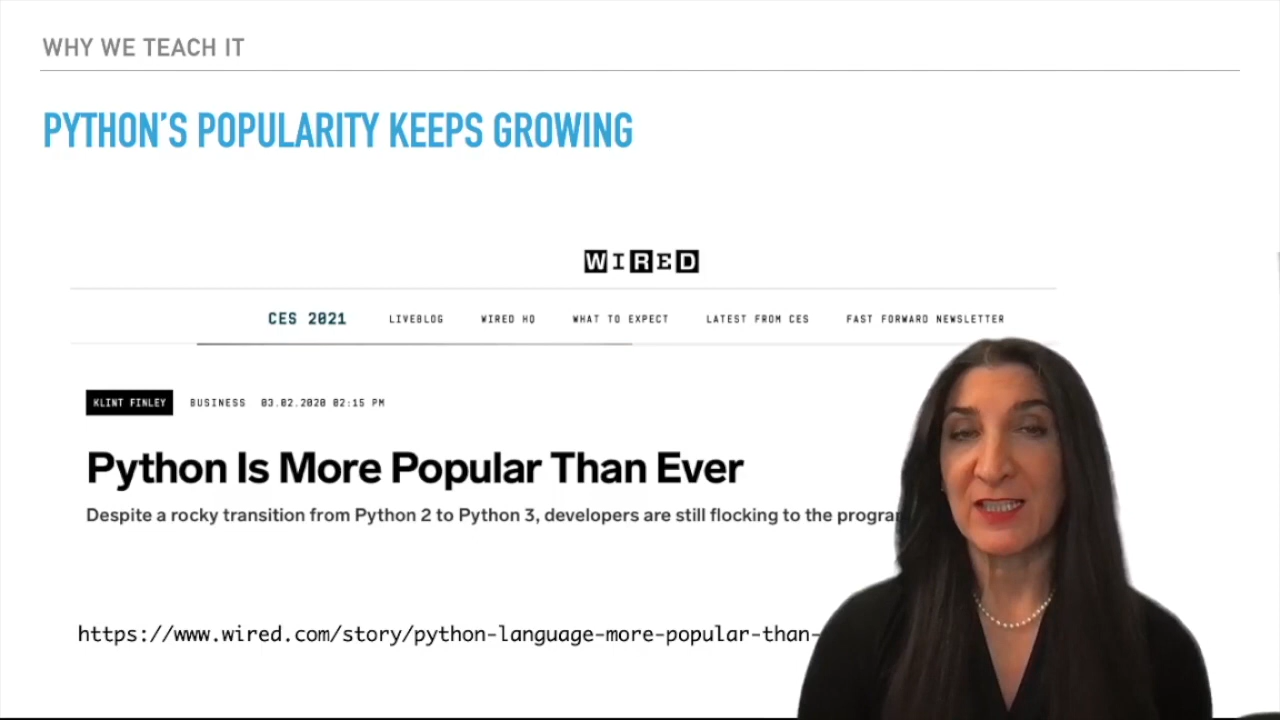 WHY WE TEACH IT
PYTHON'S POPULARITY KEEPS GROWING
WIRED
CES 2021 LIVEBLOG WIRED HQ WHAT TO EXPECT LATEST FROM CES FAST FORWARD NEWSLETTER
KLINT FINLEY BUSINESS 03.02.2020 02:15 PM
Python Is More Popular Than Ever
Despite a rocky transition from Python 2 to Python 3, developers are still flocking to the
https://www.wired.com/story/python-language-more-popular-than-